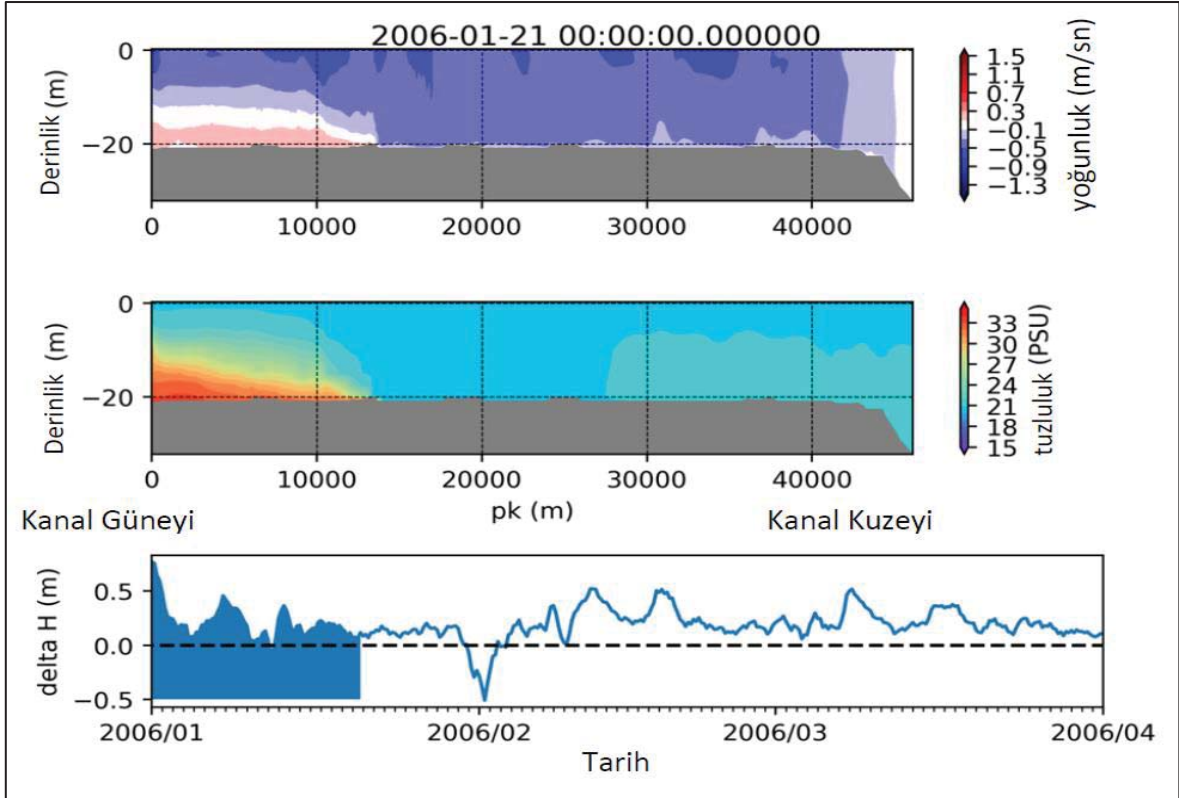 2006-01-21 00:00:00.000000
Derinlik (m)
0
−20
0 10000 20000 30000 40000
1.5
1.1
0.7
0.3
−0.1
−0.5
−0.9
−1.3
yoğunluk (m/sn)
Derinlik (m)
0
−20
0 10000 20000 30000 40000
33
30
27
24
21
18
15
tuzluluk (PSU)
Kanal Güneyi
pk (m)
Kanal Kuzeyi
delta H (m)
0.5
0.0
−0.5
2006/01 2006/02 2006/03 2006/04
Tarih